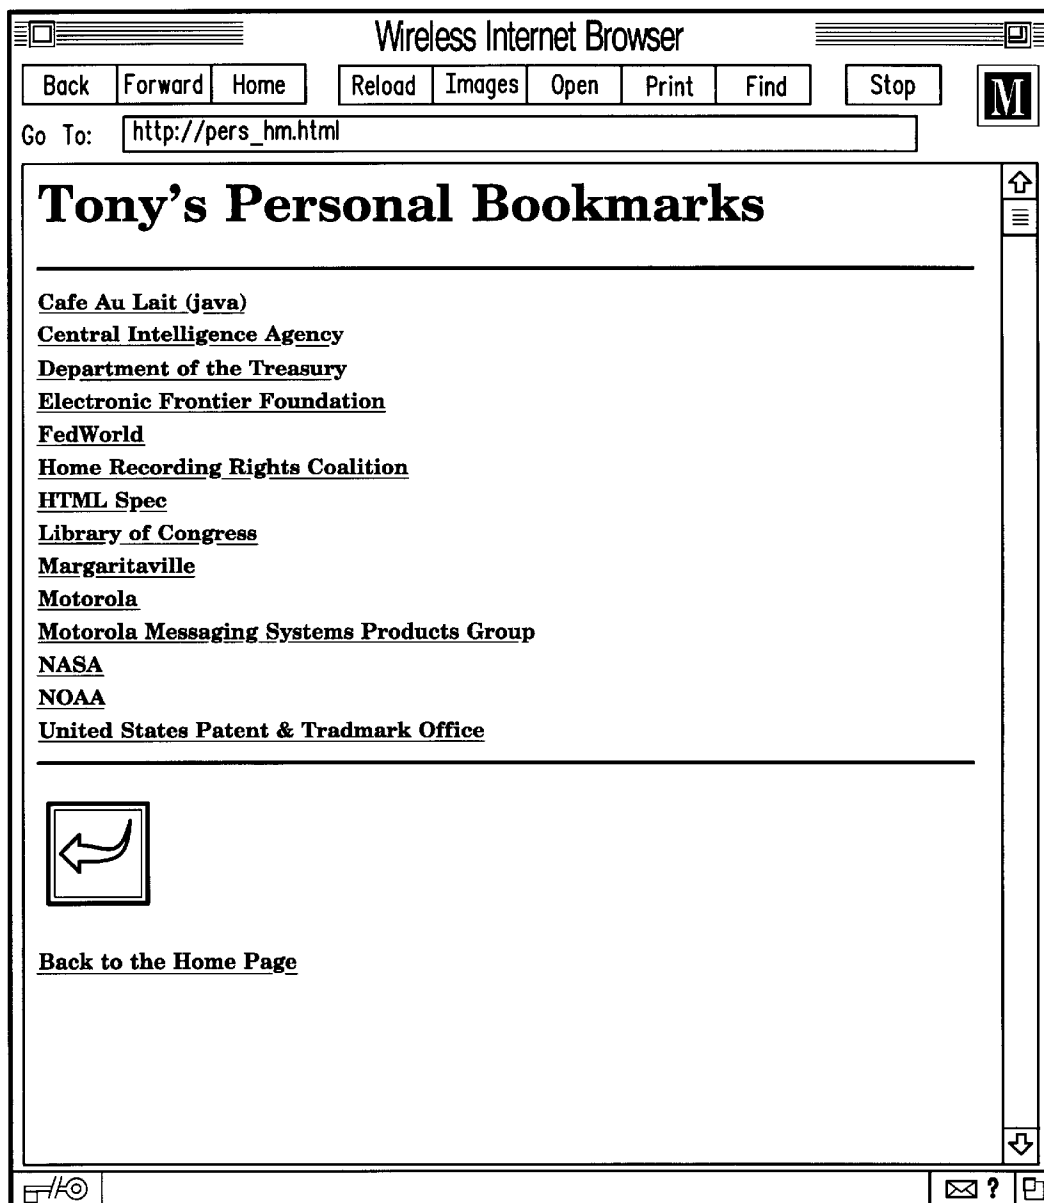 Wireless Internet Browser
Back Forward Home Reload Images Open Print Find Stop M
Go To: http://pers_hm.html
Tony's Personal Bookmarks
Cafe Au Lait (java)
Central Intelligence Agency
Department of the Treasury
Electronic Frontier Foundation
FedWorld
Home Recording Rights Coalition
HTML Spec
Library of Congress
Margaritaville
Motorola
Motorola Messaging Systems Products Group
NASA
NOAA
United States Patent & Tradmark Office
Back to the Home Page
?